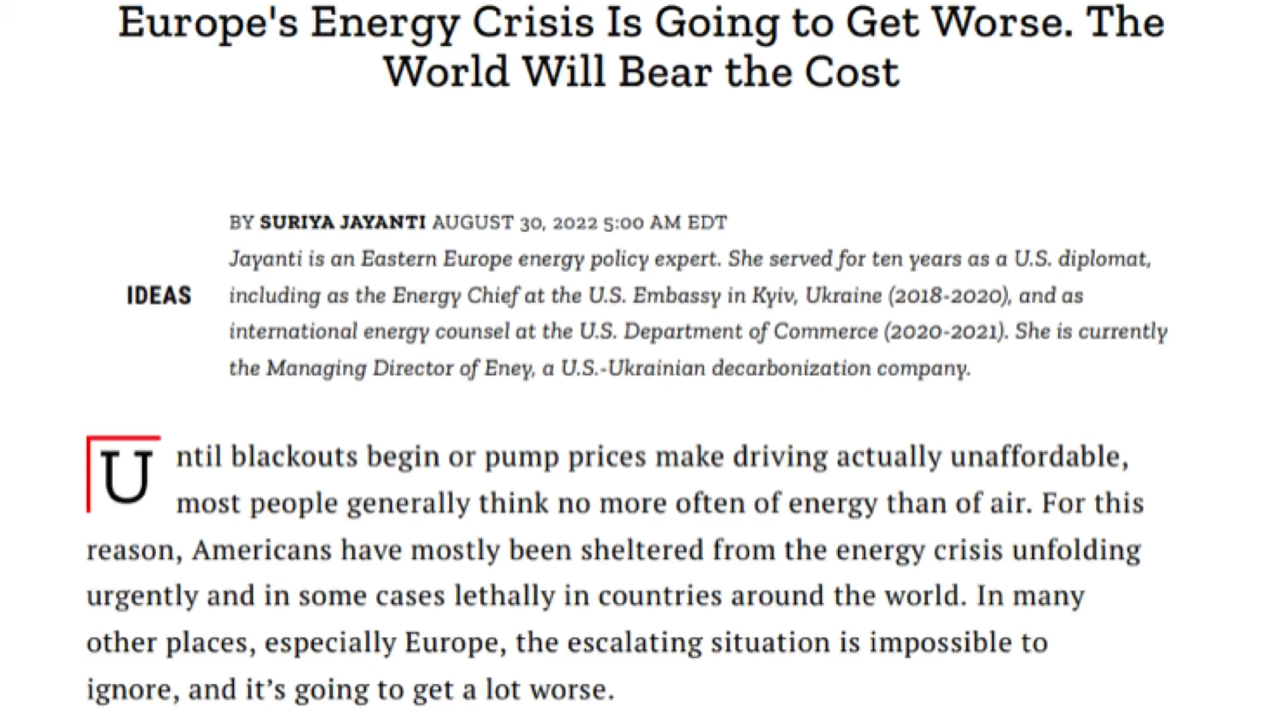 Europe's Energy Crisis Is Going to Get Worse. The
World Will Bear the Cost
BY SURIYA JAYANTI AUGUST 30, 2022 5:00 AM EDT
Jayanti is an Eastern Europe energy policy expert. She served for ten years as a U.S. diplomat,
IDEAS
including as the Energy Chief at the U.S. Embassy in Kyiv, Ukraine (2018-2020), and as
international energy counsel at the U.S. Department of Commerce (2020-2021). She is currently
the Managing Director of Eney, a U.S.-Ukrainian decarbonization company.
Until blackouts begin or pump prices make driving actually unaffordable,
most people generally think no more often of energy than of air. For this
reason, Americans have mostly been sheltered from the energy crisis unfolding
urgently and in some cases lethally in countries around the world. In many
other places, especially Europe, the escalating situation is impossible to
ignore, and it’s going to get a lot worse.